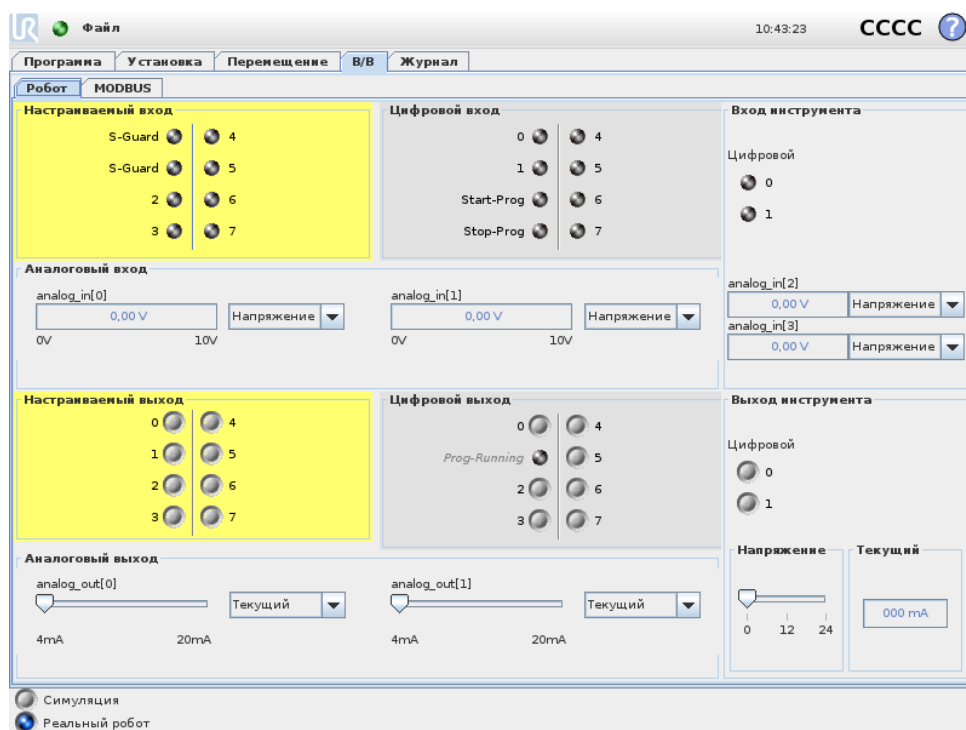 UR Файл 10:43:23 CCCC ?
Программа Установка Перемещение В/В Журнал
Робот MODBUS
Настраиваемый вход
S-Guard 4
S-Guard 5
2 6
3 7
Цифровой вход
0 4
1 5
Start-Prog 6
Stop-Prog 7
Вход инструмента
Цифровой
0
1
Аналоговый вход
analog_in[0]
0,00 V Напряжение
0V 10V
analog_in[1]
0,00 V Напряжение
0V 10V
analog_in[2]
0,00 V Напряжение
analog_in[3]
0,00 V Напряжение
Настраиваемый выход
0 4
1 5
2 6
3 7
Цифровой выход
0 4
Prog-Running 5
2 6
3 7
Выход инструмента
Цифровой
0
1
Аналоговый выход
analog_out[0]
Текущий
4mA 20mA
analog_out[1]
Текущий
4mA 20mA
Напряжение
0 12 24
Текущий
000 mA
Симуляция
Реальный робот